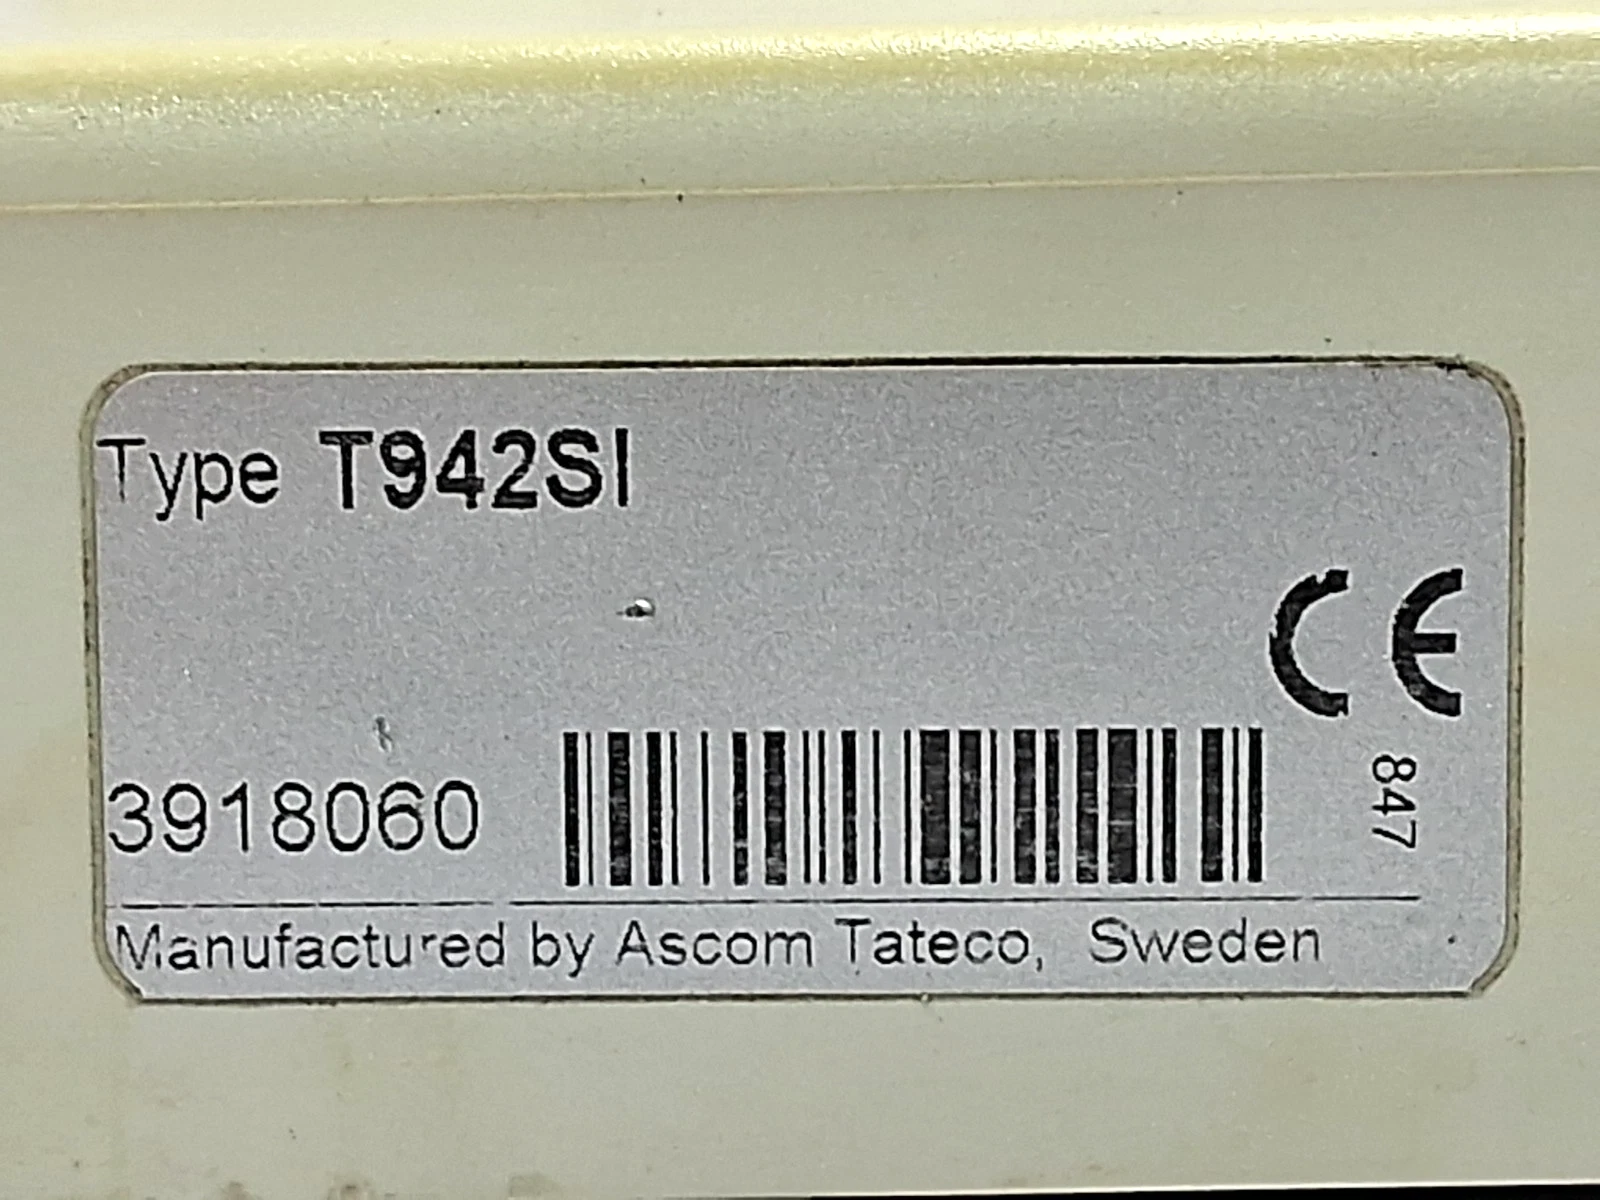 Type T942SI
CE
3918060
847
Manufactured by Ascom Tateco, Sweden